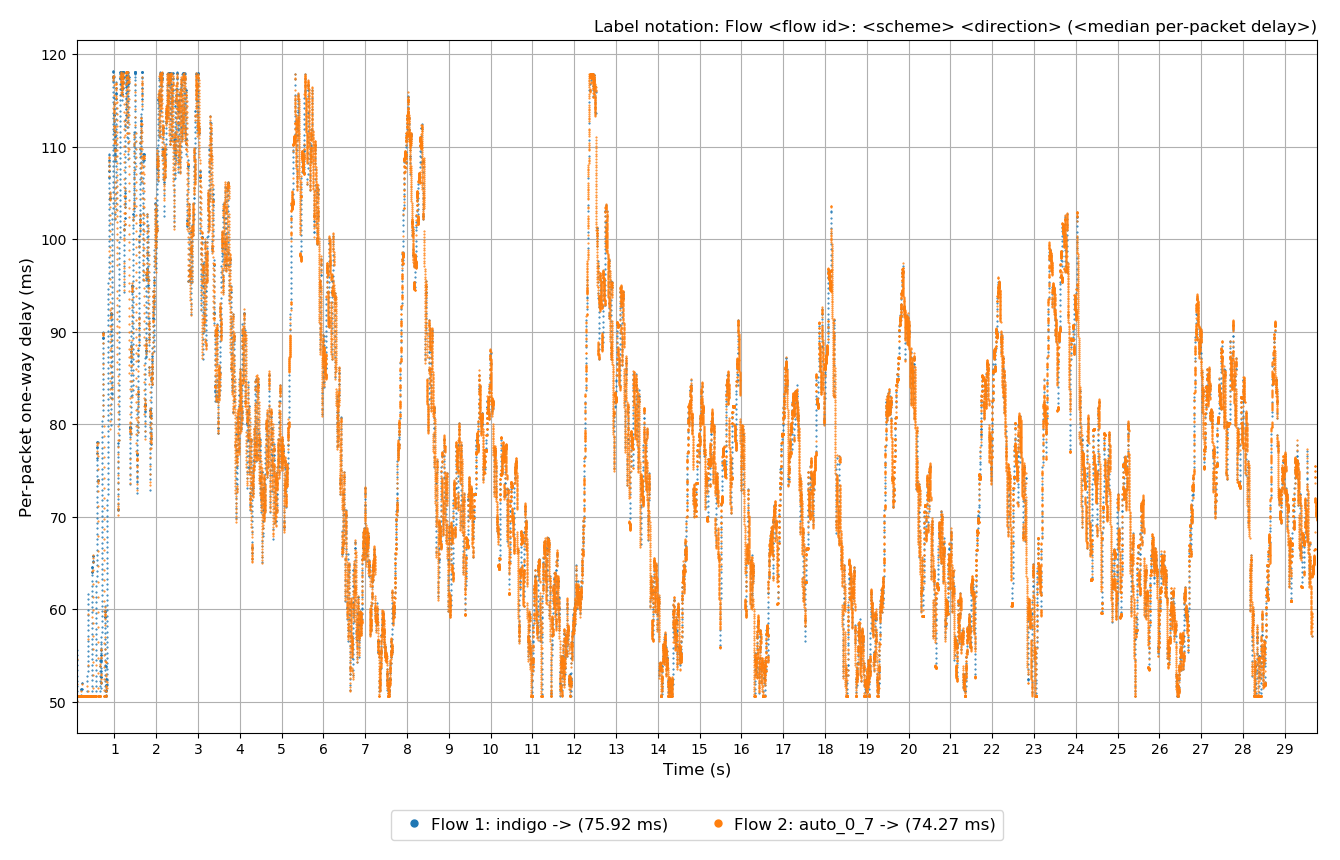 Label notation: Flow <flow id>: <scheme> <direction> (<median per-packet delay>)
120
110
100
90
80
70
60
50
Per-packet one-way delay (ms)
1 2 3 4 5 6 7 8 9 10 11 12 13 14 15 16 17 18 19 20 21 22 23 24 25 26 27 28 29
Time (s)
Flow 1: indigo -> (75.92 ms) Flow 2: auto_0_7 -> (74.27 ms)